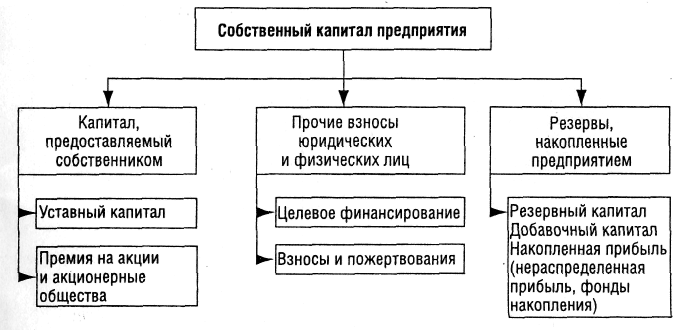 Собственный капитал предприятия
Капитал,
предоставляемый
собственником
Уставный капитал
Премия на акции
и акционерные
общества
Прочие взносы
юридических
и физических лиц
Целевое финансирование
Взносы и пожертвования
Резервы,
накопленные
предприятием
Резервный капитал
Добавочный капитал
Накопленная прибыль
(нераспределенная
прибыль, фонды
накопления)